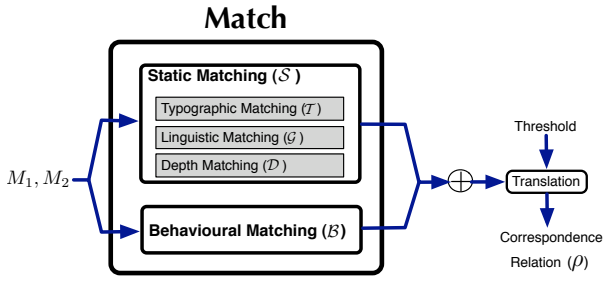 Match
Static Matching (𝒮)
Typographic Matching (𝒯)
Linguistic Matching (𝒢)
Depth Matching (𝒟)
Behavioural Matching (ℬ)
M₁, M₂
Threshold
Translation
Correspondence
Relation (ρ)